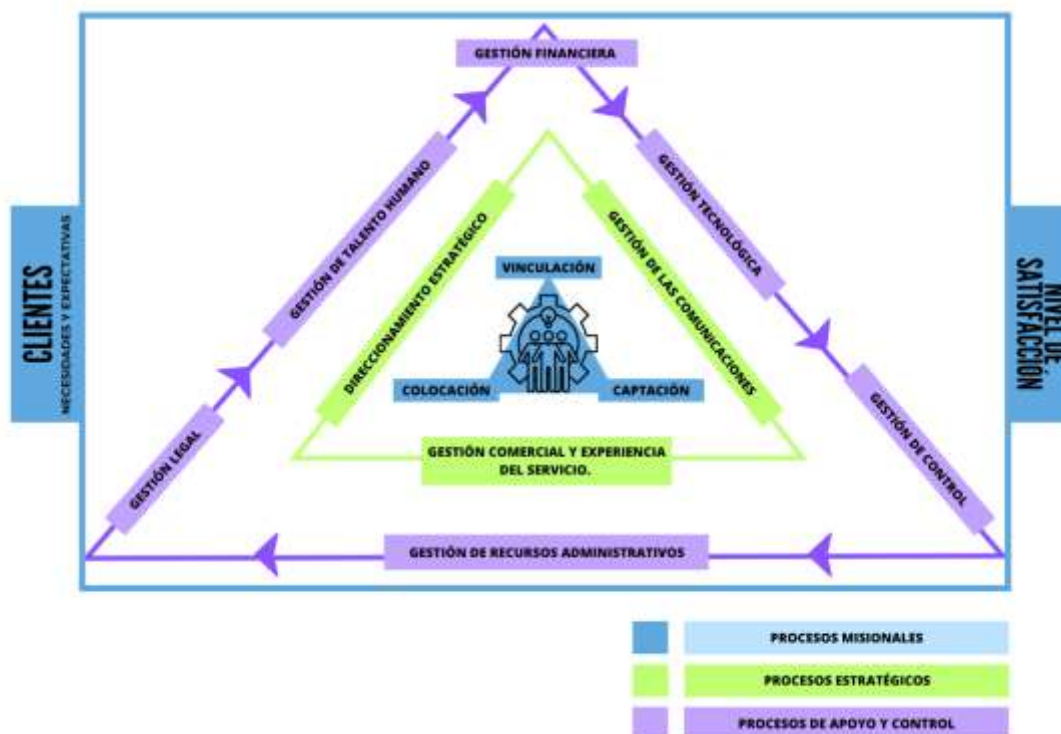 GESTIÓN FINANCIERA
GESTIÓN DE TALENTO HUMANO
GESTIÓN TECNOLÓGICA
DIRECCIONAMIENTO ESTRATÉGICO
GESTIÓN DE LAS COMUNICACIONES
VINCULACIÓN
CLIENTES
NECESIDADES Y EXPECTATIVAS
NIVEL DE
SATISFACCIÓN
COLOCACIÓN
CAPTACIÓN
GESTIÓN LEGAL
GESTIÓN DE CONTROL
GESTIÓN COMERCIAL Y EXPERIENCIA
DEL SERVICIO.
GESTIÓN DE RECURSOS ADMINISTRATIVOS
PROCESOS MISIONALES
PROCESOS ESTRATÉGICOS
PROCESOS DE APOYO Y CONTROL